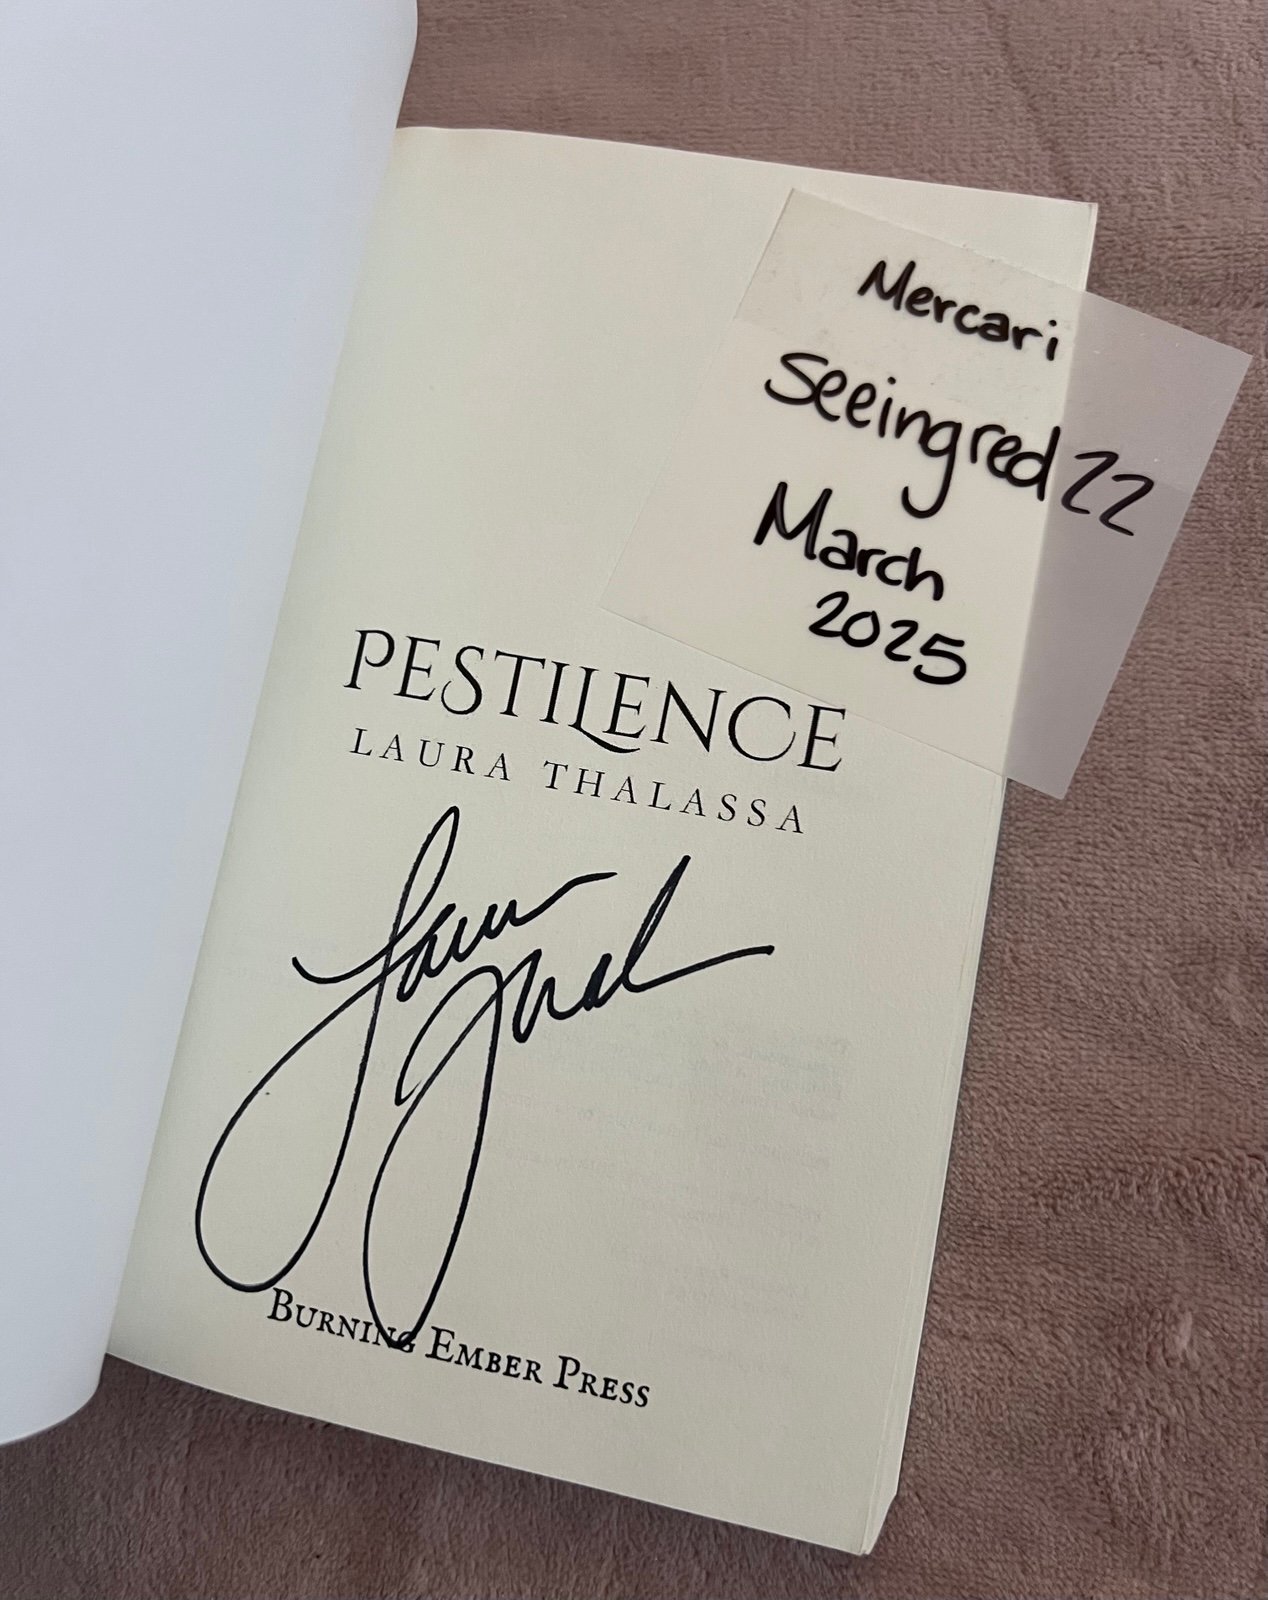 Mercari
Seeingred22
March
2025
PESTILENCE
LAURA THALASSA
BURNING EMBER PRESS